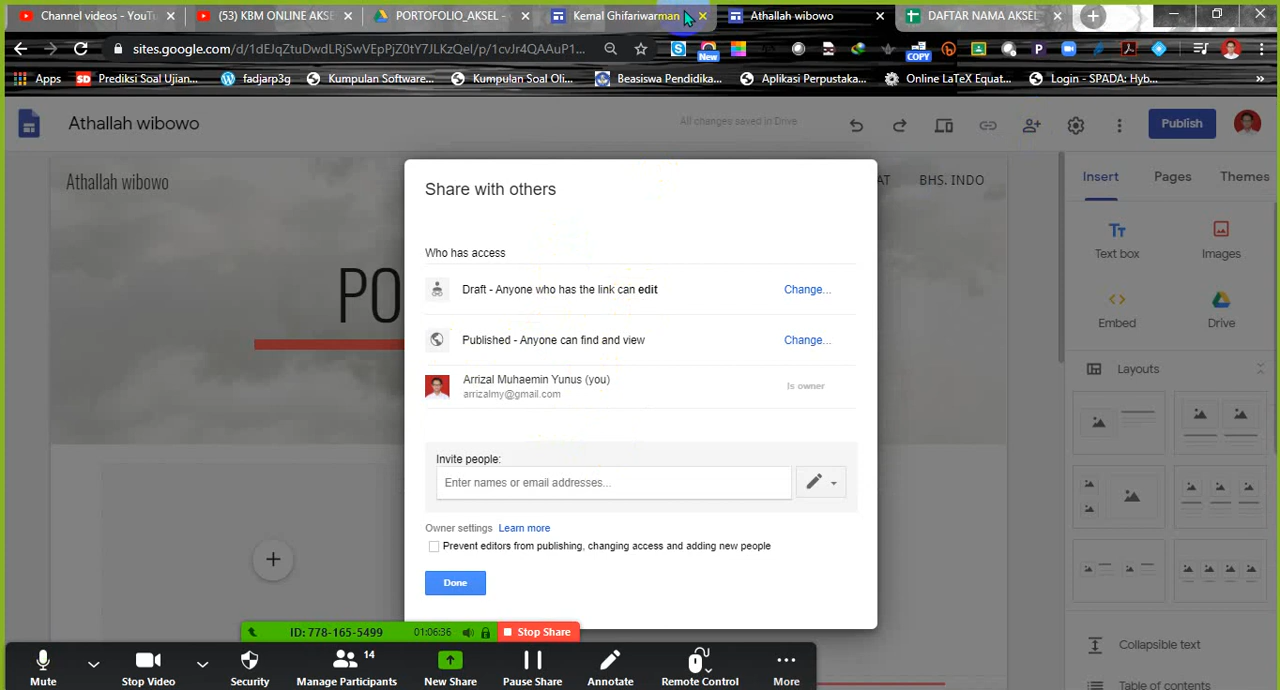 Channel videos - YouTu
(53) KBM ONLINE AKSE
PORTOFOLIO_AKSEL -
Kemal Ghifariwarman
Athallah wibowo
DAFTAR NAMA AKSEL
sites.google.com/d/1dEJqZtuDwdLRjSwVEpPjZ0tY7JLKzQeI/p/1cvJr4QAAuP1...
New
COPY
Apps
Prediksi Soal Ujian...
fadjarp3g
Kumpulan Software...
Kumpulan Soal Oli...
Beasiswa Pendidika...
Aplikasi Perpustaka...
Online LaTeX Equat...
Login - SPADA: Hyb...
»
Athallah wibowo
All changes saved in Drive
Publish
Athallah wibowo
AT
BHS. INDO
PO
Share with others
Who has access
Draft - Anyone who has the link can edit
Change...
Published - Anyone can find and view
Change...
Arrizal Muhaemin Yunus (you)
arrizalmy@gmail.com
Is owner
Invite people:
Enter names or email addresses...
Owner settings Learn more
Prevent editors from publishing, changing access and adding new people
Done
Insert
Pages
Themes
Text box
Images
Embed
Drive
Layouts
Collapsible text
Table of contents
ID: 778-165-5499
01:06:36
Stop Share
Mute
Stop Video
Security
14
Manage Participants
New Share
Pause Share
Annotate
Remote Control
More